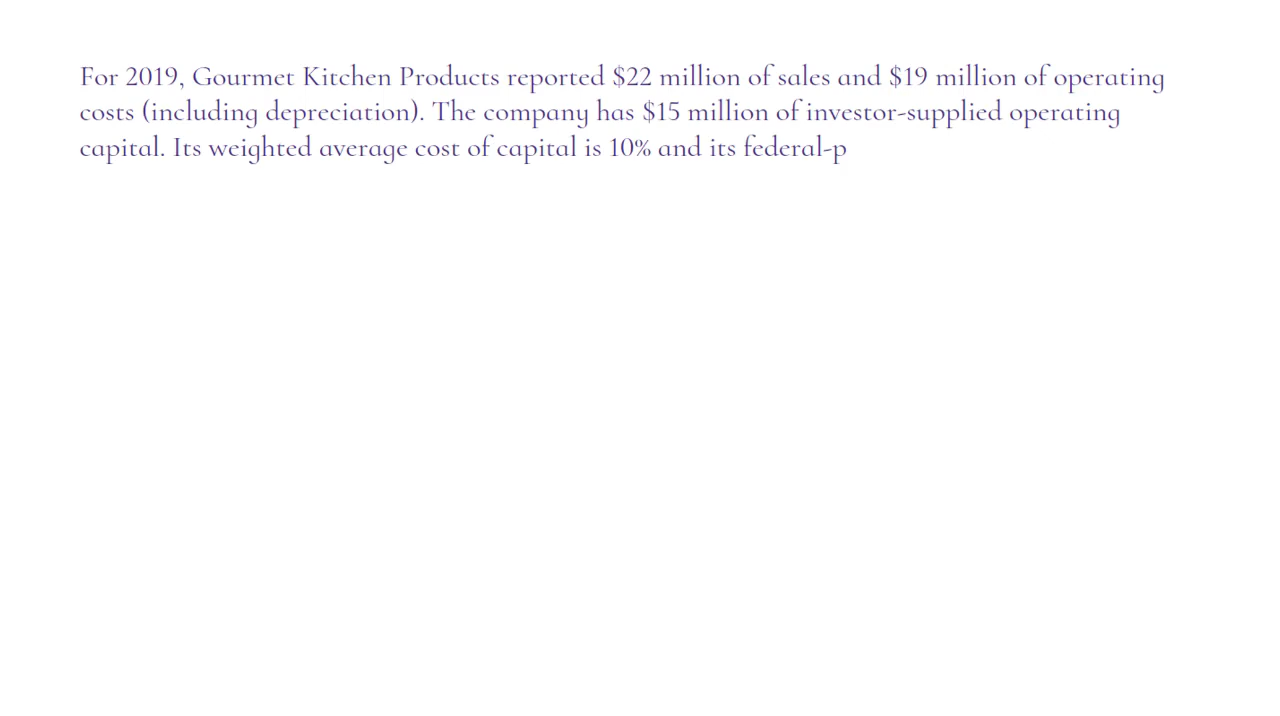 For 2019, Gourmet Kitchen Products reported $22 million of sales and $19 million of operating
costs (including depreciation). The company has $15 million of investor-supplied operating
capital. Its weighted average cost of capital is 10% and its federal-p